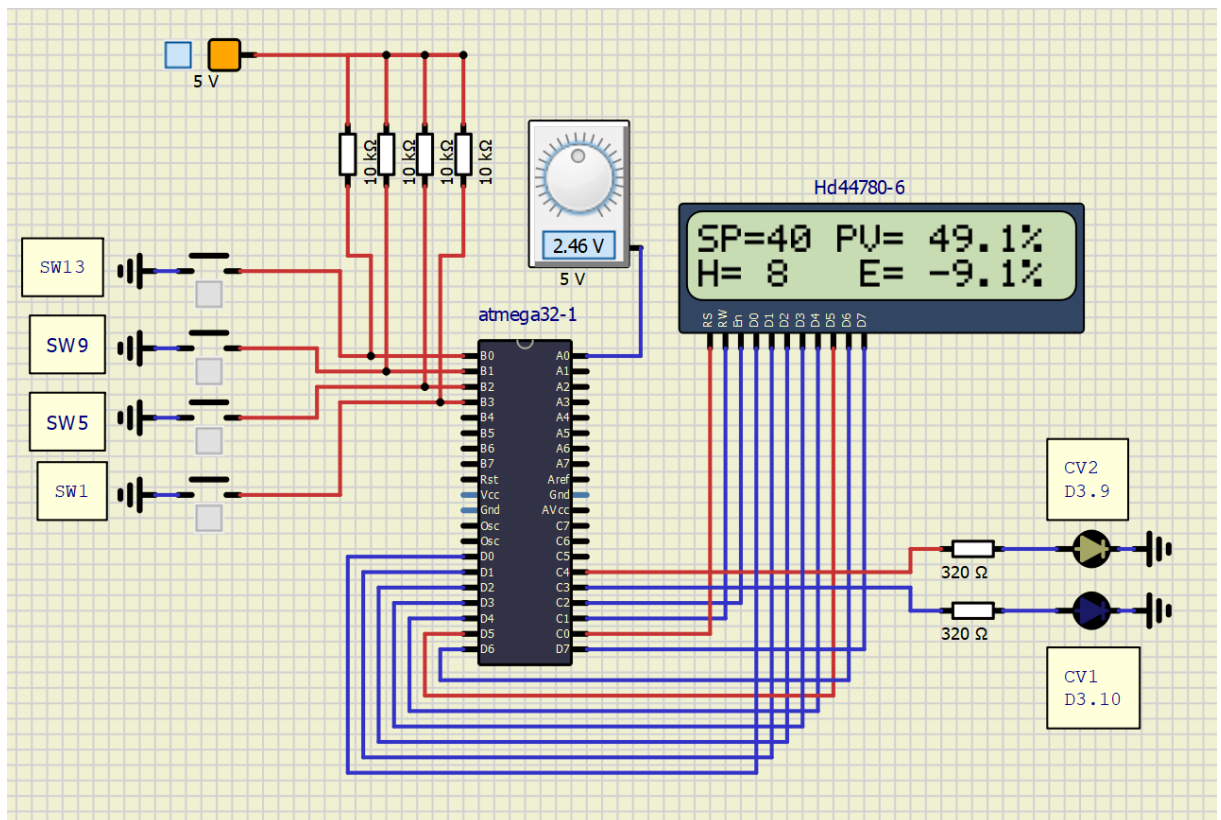 5 V
10 kΩ
10 kΩ
10 kΩ
10 kΩ
2.46 V
5 V
Hd44780-6
SP=40 PV= 49.1%
H= 8 E= -9.1%
RS RW En D0 D1 D2 D3 D4 D5 D6 D7
SW13
SW9
SW5
SW1
atmega32-1
B0 A0
B1 A1
B2 A2
B3 A3
B4 A4
B5 A5
B6 A6
B7 A7
Rst Aref
Vcc Gnd
Gnd AVcc
Osc C7
Osc C6
D0 C5
D1 C4
D2 C3
D3 C2
D4 C1
D5 C0
D6 D7
CV2
D3.9
320 Ω
320 Ω
CV1
D3.10